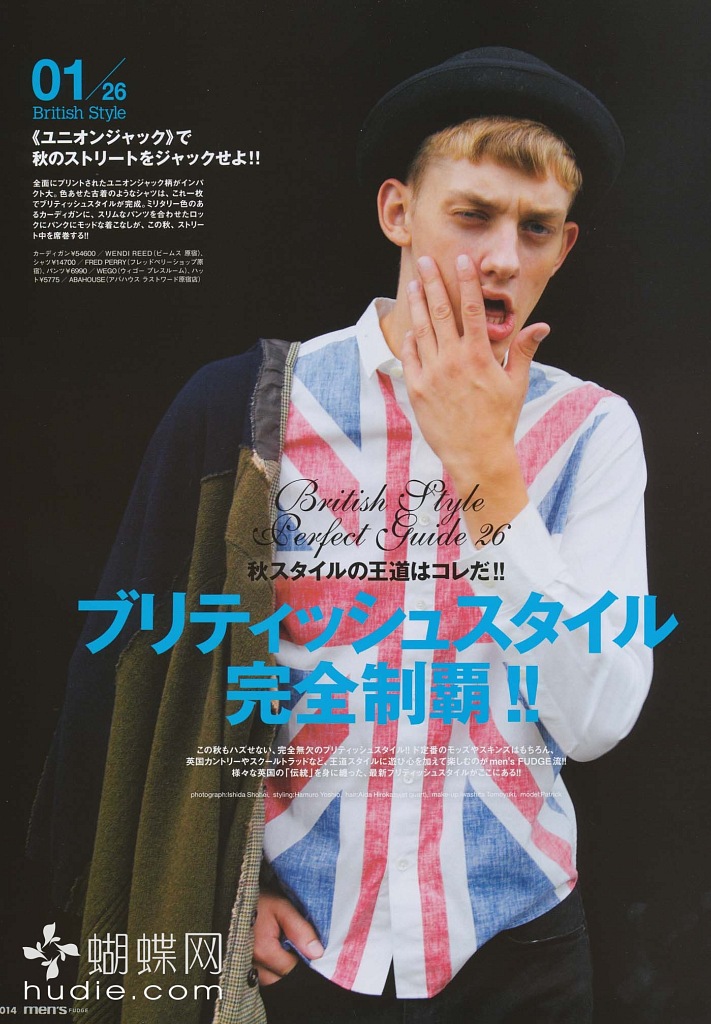 01/26
British Style
《ユニオンジャック》で
秋のストリートをジャックせよ!!
全面にプリントされたユニオンジャック柄がインパ
クト大。色あせた古着のようなシャツは、これ一枚
でブリティッシュスタイルが完成。ミリタリー色のあ
るカーディガンに、スリムなパンツを合わせたロック
にパンクにモッドな着こなしが、この秋、ストリー
ト中を席巻する!!
カーディガン¥54600／WENDI REED（ビームス 原宿）、
シャツ¥14700／FRED PERRY（フレッドペリーショップ原
宿）、パンツ¥6990／WEGO（ウィゴー プレスルーム）、ハッ
ト¥5775／ABAHOUSE（アバハウス ラストワード原宿店）
British Style
Perfect Guide 26
秋スタイルの王道はコレだ!!
ブリティッシュスタイル
完全制覇!!
この秋もハズせない、完全無欠のブリティッシュスタイル!! ド定番のモッズやスキンズはもちろん、
英国カントリーやスクールトラッドなど、王道スタイルに遊び心を加えて楽しむのが men's FUDGE 流!!
様々な英国の「伝統」を身に纏った、最新ブリティッシュスタイルがここにある!!
photograph:Ishida Shohei, styling:Hamuro Yoshio, hair:Aida Hiroko, make-up: model:Patrick
蝴蝶网
hudie.com
014 men's FUDGE